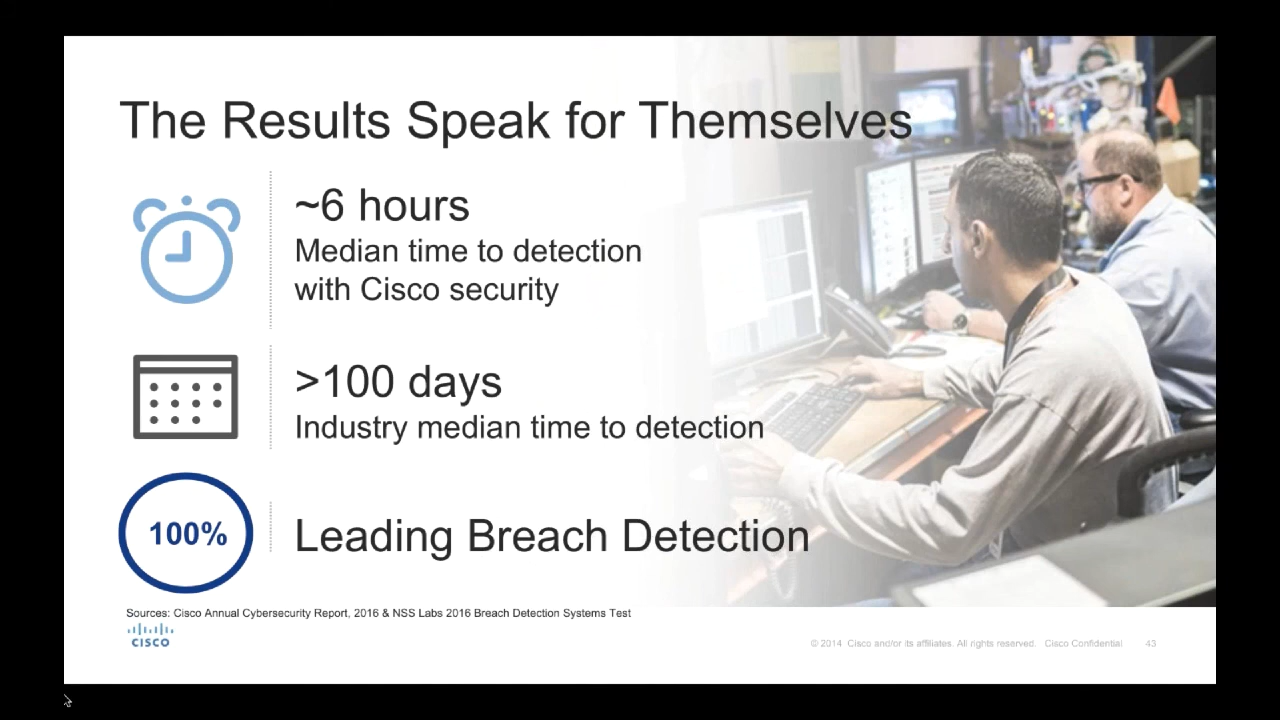 The Results Speak for Themselves
~6 hours
Median time to detection
with Cisco security
>100 days
Industry median time to detection
100%
Leading Breach Detection
Sources: Cisco Annual Cybersecurity Report, 2016 & NSS Labs 2016 Breach Detection Systems Test
CISCO
© 2014 Cisco and/or its affiliates. All rights reserved. Cisco Confidential 43